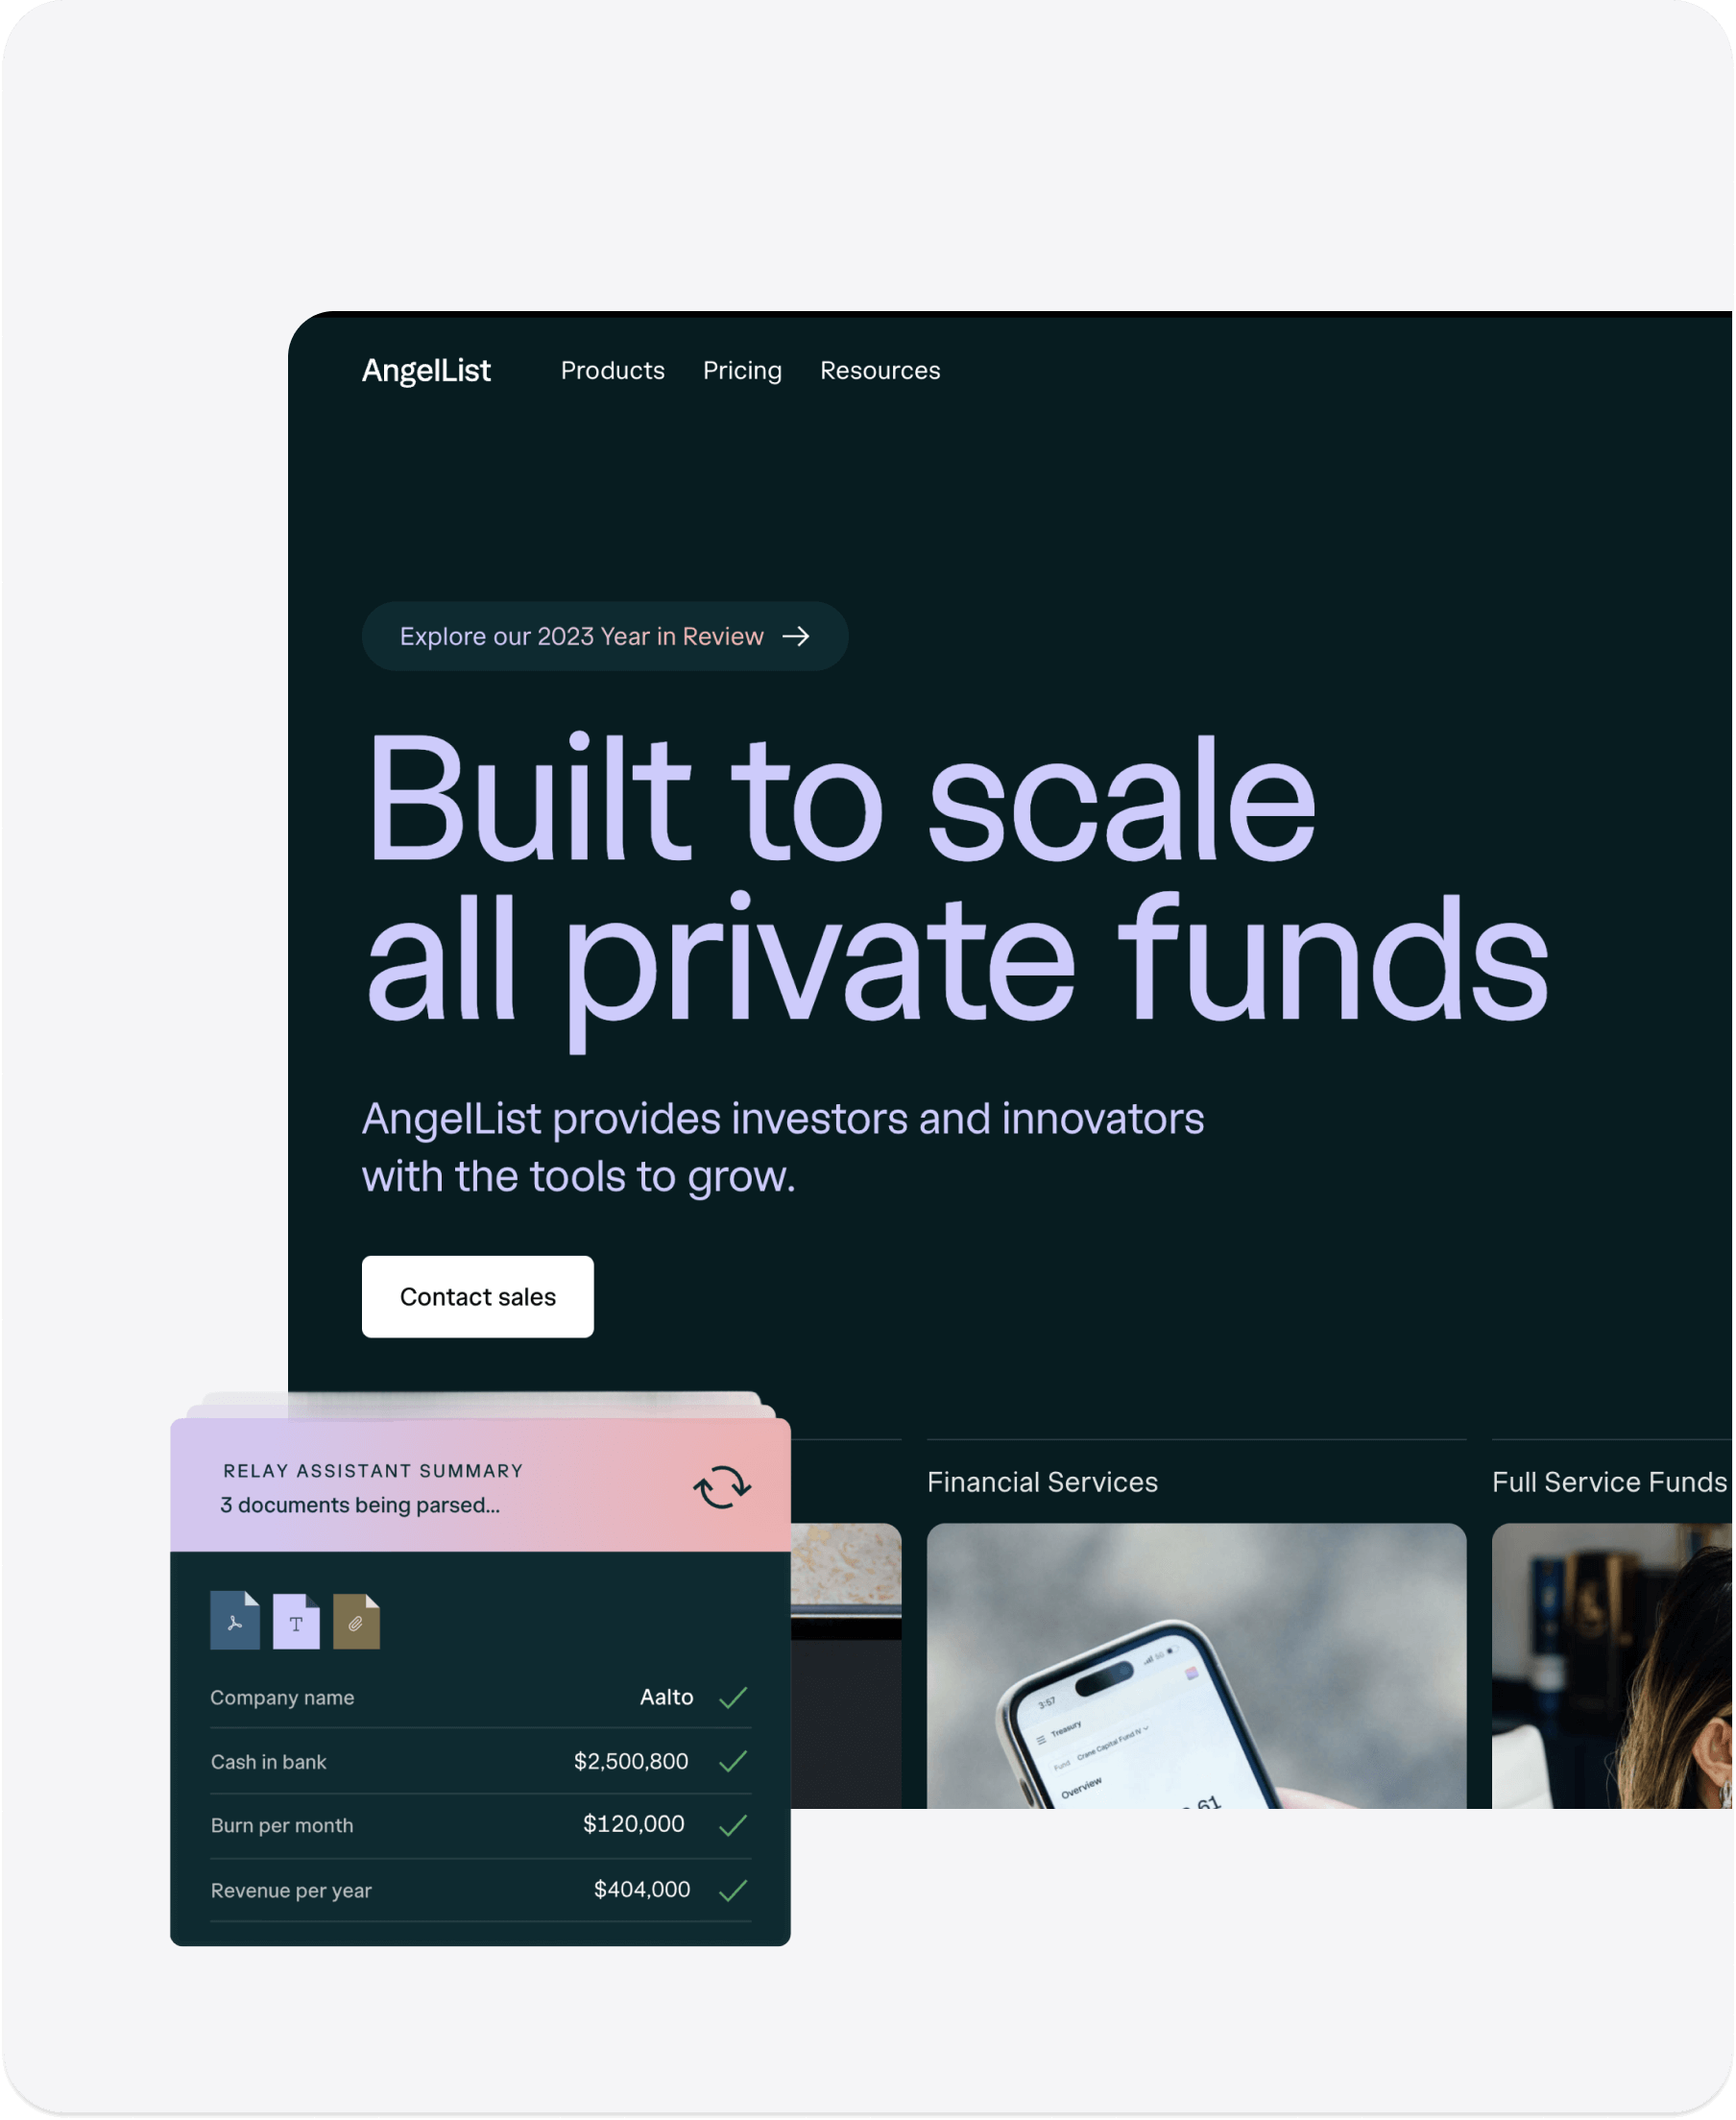 AngelList Products Pricing Resources
Explore our 2023 Year in Review
Built to scale
all private funds
AngelList provides investors and innovators
with the tools to grow.
Contact sales
RELAY ASSISTANT SUMMARY
3 documents being parsed...
T
Company name Aalto
Cash in bank $2,500,800
Burn per month $120,000
Revenue per year $404,000
Financial Services
3:57 5G
Treasury
Fund Crane Capital Fund IV
Overview
61
Full Service Funds